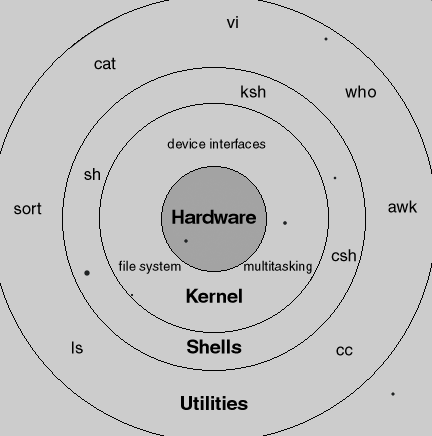 vi
cat
ksh
who
device interfaces
sh
sort
Hardware
awk
csh
file system
multitasking
Kernel
ls
Shells
cc
Utilities